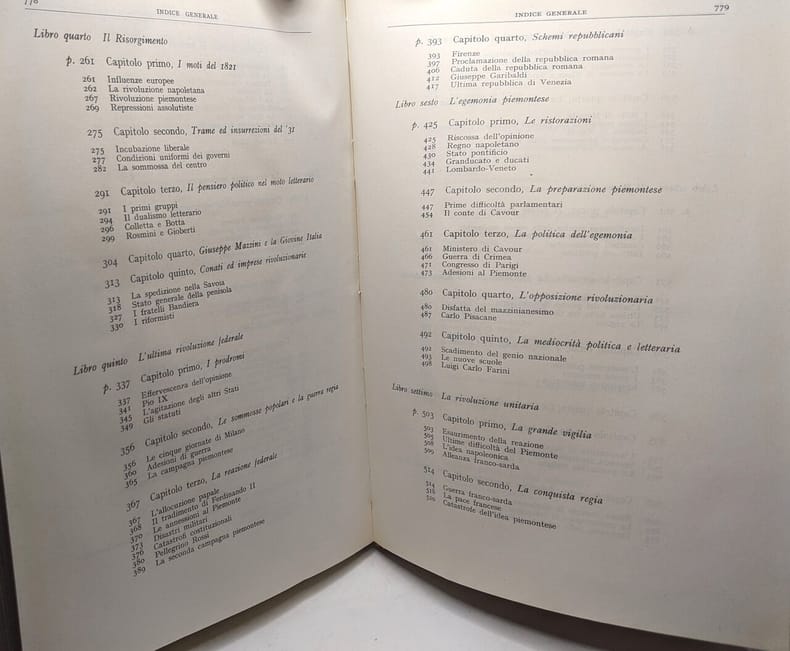 778
INDICE GENERALE
Libro quarto Il Risorgimento
p. 261 Capitolo primo, I moti del 1821
261 Influenze europee
262 La rivoluzione napoletana
267 Rivoluzione piemontese
269 Repressioni assolutiste
275 Capitolo secondo, Trame ed insurrezioni del '31
275 Incubazione liberale
277 Condizioni uniformi dei governi
282 La sommossa del centro
291 Capitolo terzo, Il pensiero politico nel moto letterario
291 I primi gruppi
294 Il dualismo letterario
296 Colletta e Botta
299 Rosmini e Gioberti
304 Capitolo quarto, Giuseppe Mazzini e la Giovine Italia
313 Capitolo quinto, Conati ed imprese rivoluzionarie
313 La spedizione nella Savoia
318 Stato generale della penisola
327 I fratelli Bandiera
330 I riformisti
Libro quinto L'ultima rivoluzione federale
p. 337 Capitolo primo, I prodromi
337 Effervescenza dell'opinione
341 Pio IX
345 L'agitazione degli altri Stati
349 Gli statuti
356 Capitolo secondo, Le sommosse popolari e la guerra regia
356 Le cinque giornate di Milano
360 Adesioni di guerra
365 La campagna piemontese
367 Capitolo terzo, La reazione federale
367 L'allocuzione papale
368 Il tradimento di Ferdinando II
370 Le annessioni al Piemonte
373 Disastri militari
376 Catastrofi costituzionali
380 Pellegrino Rossi
389 La seconda campagna piemontese
INDICE GENERALE
779
p. 393 Capitolo quarto, Schemi repubblicani
393 Firenze
397 Proclamazione della repubblica romana
406 Caduta della repubblica romana
412 Giuseppe Garibaldi
417 Ultima repubblica di Venezia
Libro sesto L'egemonia piemontese
p. 425 Capitolo primo, Le ristorazioni
425 Riscossa dell'opinione
428 Regno napoletano
430 Stato pontificio
434 Granducato e ducati
441 Lombardo-Veneto
447 Capitolo secondo, La preparazione piemontese
447 Prime difficoltà parlamentari
454 Il conte di Cavour
461 Capitolo terzo, La politica dell'egemonia
461 Ministero di Cavour
466 Guerra di Crimea
471 Congresso di Parigi
473 Adesioni al Piemonte
480 Capitolo quarto, L'opposizione rivoluzionaria
480 Disfatta del mazzinianesimo
487 Carlo Pisacane
492 Capitolo quinto, La mediocrità politica e letteraria
492 Scadimento del genio nazionale
493 Le nuove scuole
498 Luigi Carlo Farini
Libro settimo La rivoluzione unitaria
p. 503 Capitolo primo, La grande vigilia
503 Esaurimento della reazione
505 Ultime difficoltà del Piemonte
508 L'idea napoleonica
509 Alleanza franco-sarda
514 Capitolo secondo, La conquista regia
514 Guerra franco-sarda
518 La pace francese
Catastrofe dell'idea piemontese